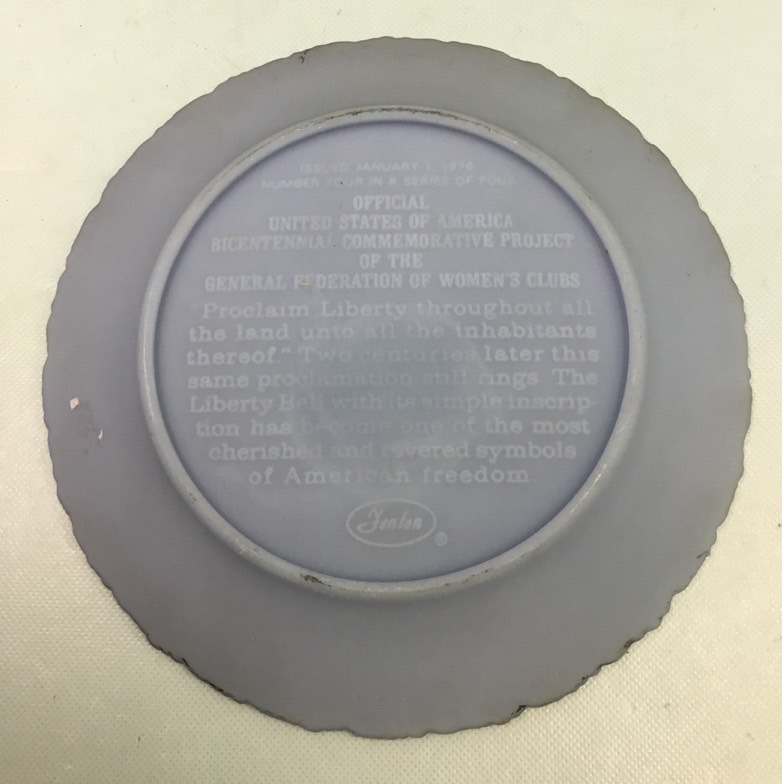 ISSUED JANUARY 1, 1976
NUMBER FOUR IN A SERIES OF FOUR
OFFICIAL
UNITED STATES OF AMERICA
BICENTENNIAL COMMEMORATIVE PROJECT
OF THE
GENERAL FEDERATION OF WOMEN'S CLUBS
"Proclaim Liberty throughout all
the land unto all the inhabitants
thereof." Two centuries later this
same proclamation still rings The
Liberty Bell with its simple inscrip-
tion has become one of the most
cherished and revered symbols
of American freedom
Fenton ®